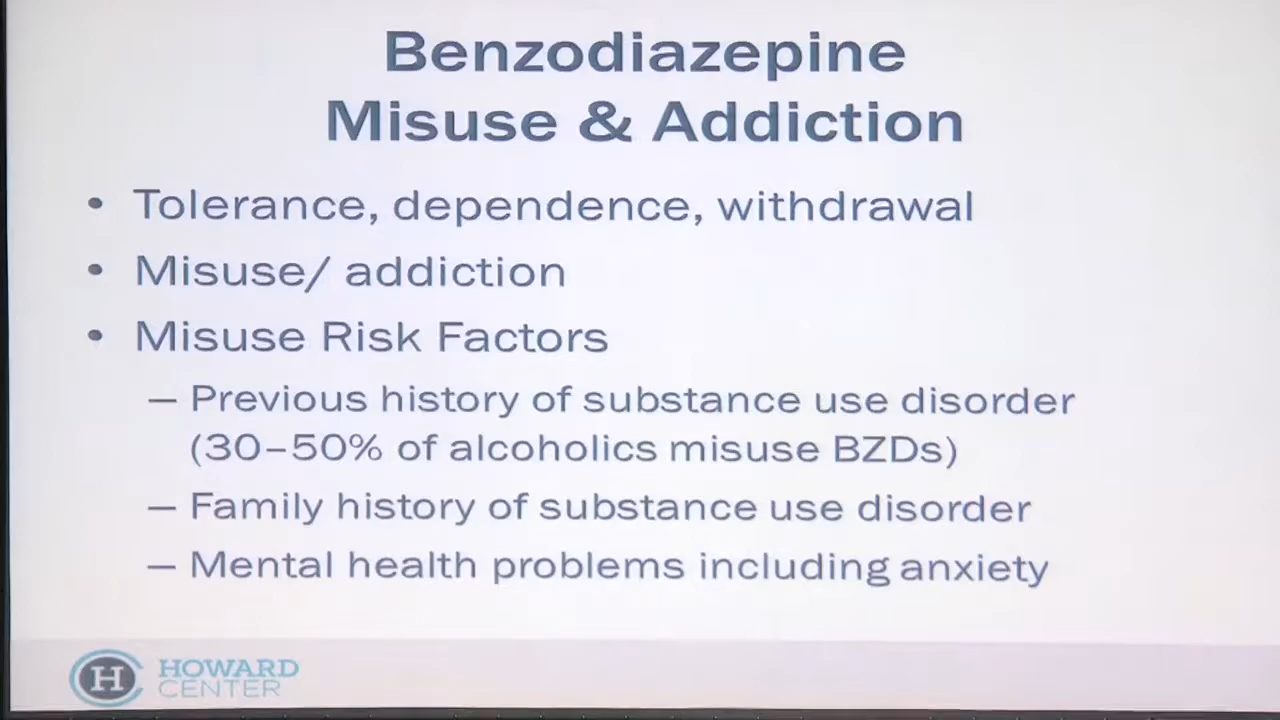 Benzodiazepine
Misuse & Addiction
• Tolerance, dependence, withdrawal
• Misuse/ addiction
• Misuse Risk Factors
— Previous history of substance use disorder
(30–50% of alcoholics misuse BZDs)
— Family history of substance use disorder
— Mental health problems including anxiety
H HOWARD
CENTER